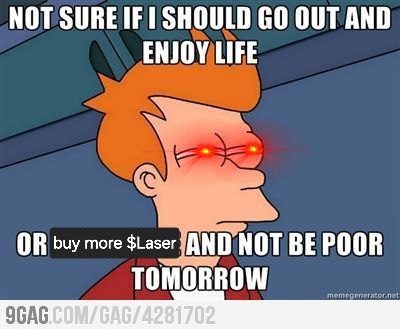 NOT SURE IF I SHOULD GO OUT AND
ENJOY LIFE
OR buy more $Laser AND NOT BE POOR
TOMORROW
memegenerator.net
9GAG.COM/GAG/4281702